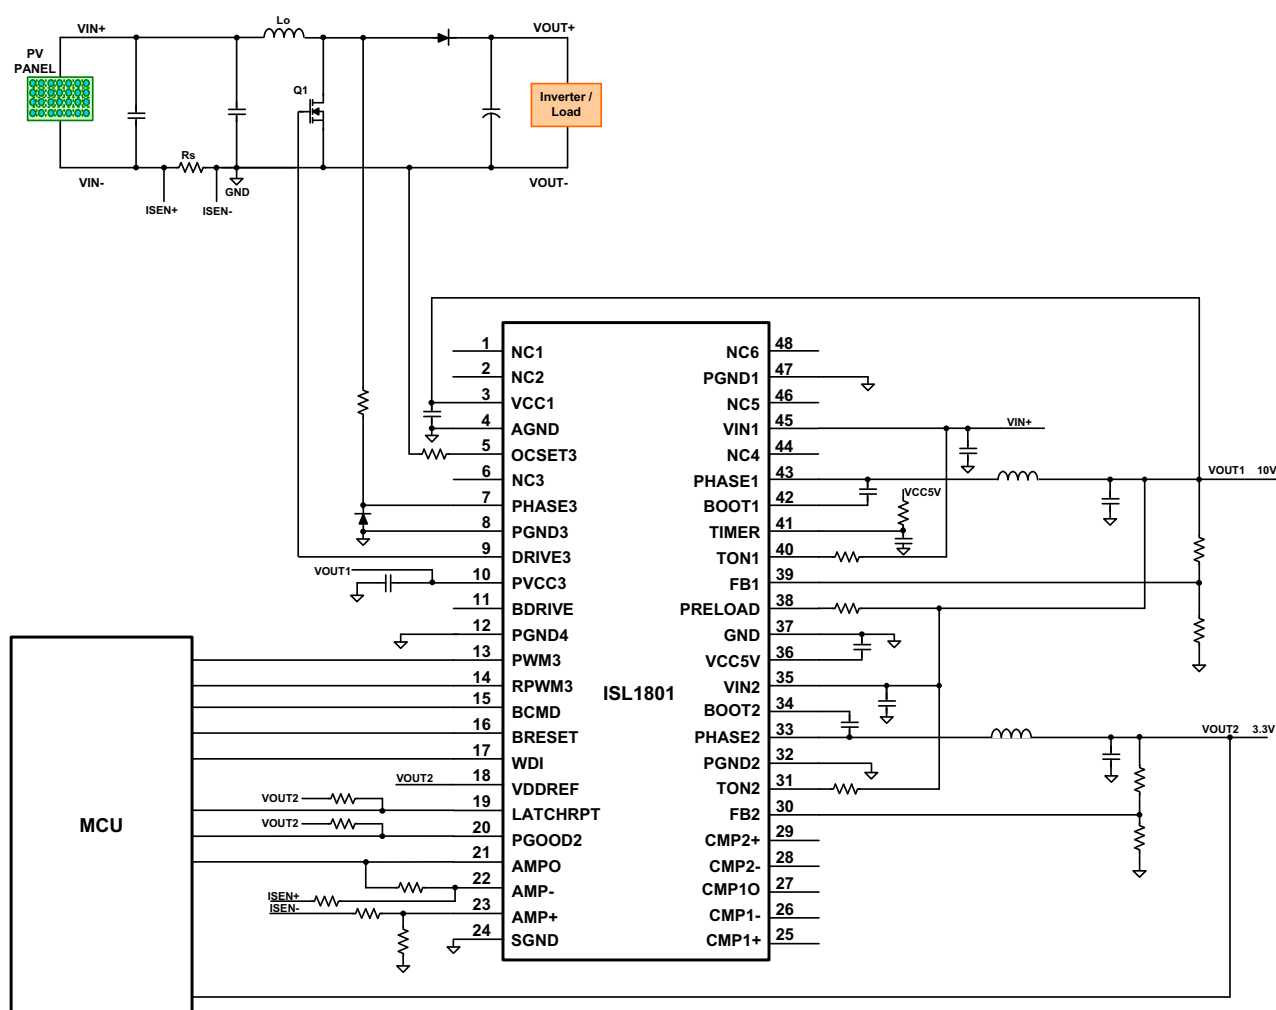 Lo
VIN+
VOUT+
PV
PANEL
Q1
Inverter /
Load
Rs
VIN-
GND
VOUT-
ISEN+
ISEN-
1
NC1
2
NC2
3
VCC1
4
AGND
5
OCSET3
6
NC3
7
PHASE3
8
PGND3
9
DRIVE3
VOUT1
10
PVCC3
11
BDRIVE
12
PGND4
13
PWM3
14
RPWM3
15
BCMD
16
BRESET
17
WDI
VOUT2
18
VDDREF
VOUT2
19
LATCHRPT
VOUT2
20
PGOOD2
21
AMPO
22
AMP-
ISEN+
ISEN-
23
AMP+
24
SGND
MCU
ISL1801
48
NC6
47
PGND1
46
NC5
45
VIN1
VIN+
44
NC4
43
PHASE1
VOUT1 10V
42
BOOT1
VCC5V
41
TIMER
40
TON1
39
FB1
38
PRELOAD
37
GND
36
VCC5V
35
VIN2
34
BOOT2
33
PHASE2
VOUT2 3.3V
32
PGND2
31
TON2
30
FB2
29
CMP2+
28
CMP2-
27
CMP1O
26
CMP1-
25
CMP1+